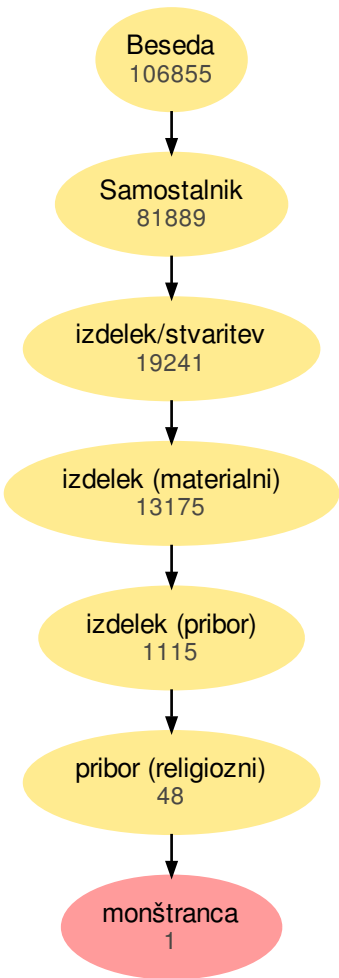 Beseda
106855
Samostalnik
81889
izdelek/stvaritev
19241
izdelek (materialni)
13175
izdelek (pribor)
1115
pribor (religiozni)
48
monštranca
1